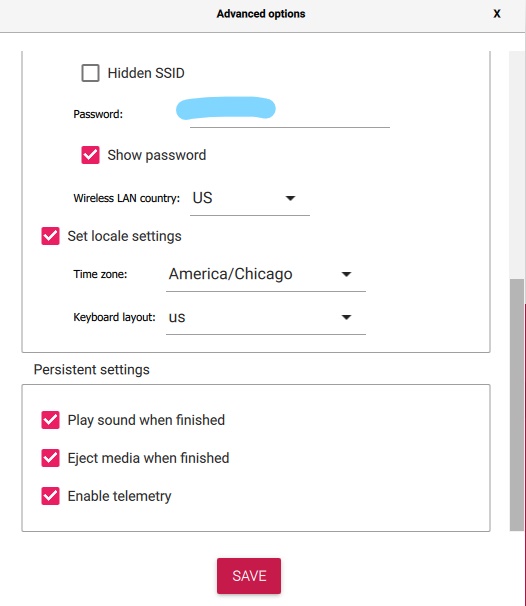 Advanced options X
Hidden SSID
Password:
Show password
Wireless LAN country: US
Set locale settings
Time zone: America/Chicago
Keyboard layout: us
Persistent settings
Play sound when finished
Eject media when finished
Enable telemetry
SAVE